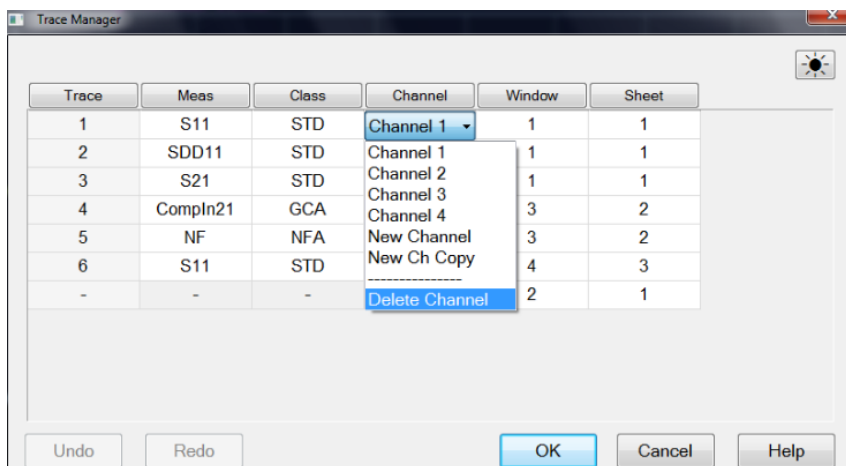 Trace Manager
Trace Meas Class Channel Window Sheet
1 S11 STD Channel 1 1 1
2 SDD11 STD Channel 1 1 1
3 S21 STD Channel 2 1 1
Channel 3
4 CompIn21 GCA Channel 4 3 2
5 NF NFA New Channel 3 2
6 S11 STD New Ch Copy 4 3
---------------
- - - Delete Channel 2 1
Undo Redo OK Cancel Help